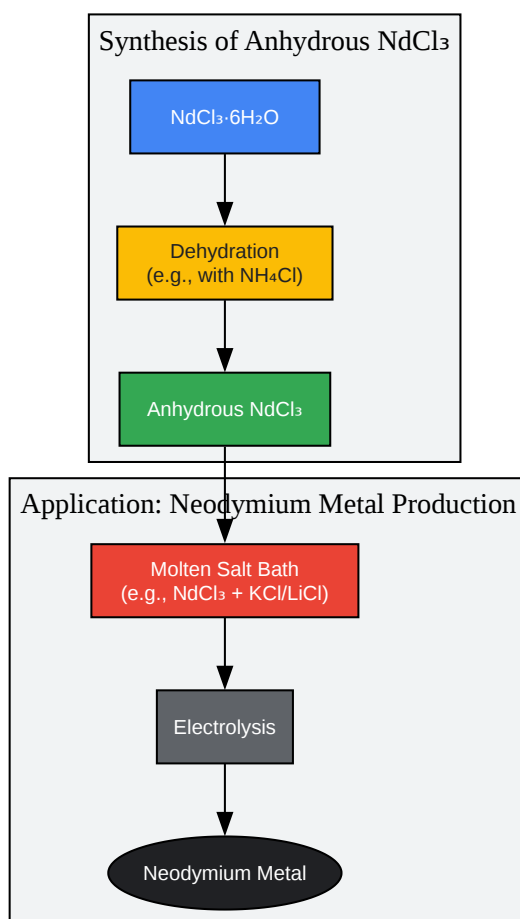 Synthesis of Anhydrous NdCl₃
NdCl₃·6H₂O
Dehydration
(e.g., with NH₄Cl)
Anhydrous NdCl₃
Application: Neodymium Metal Production
Molten Salt Bath
(e.g., NdCl₃ + KCl/LiCl)
Electrolysis
Neodymium Metal